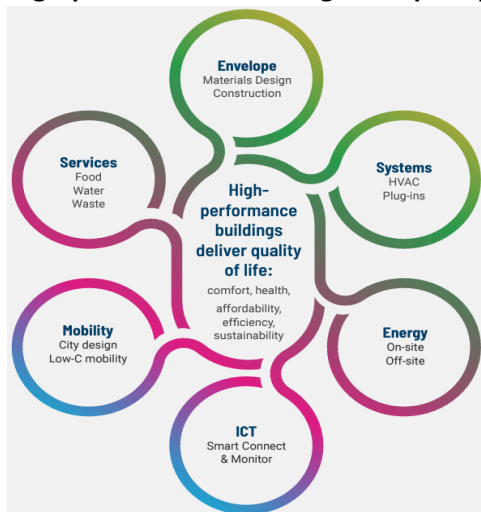 Envelope
Materials Design
Construction
Services
Food
Water
Waste
Systems
HVAC
Plug-ins
High-
performance
buildings
deliver quality
of life:
comfort, health,
affordability,
efficiency,
sustainability
Mobility
City design
Low-C mobility
Energy
On-site
Off-site
ICT
Smart Connect
& Monitor